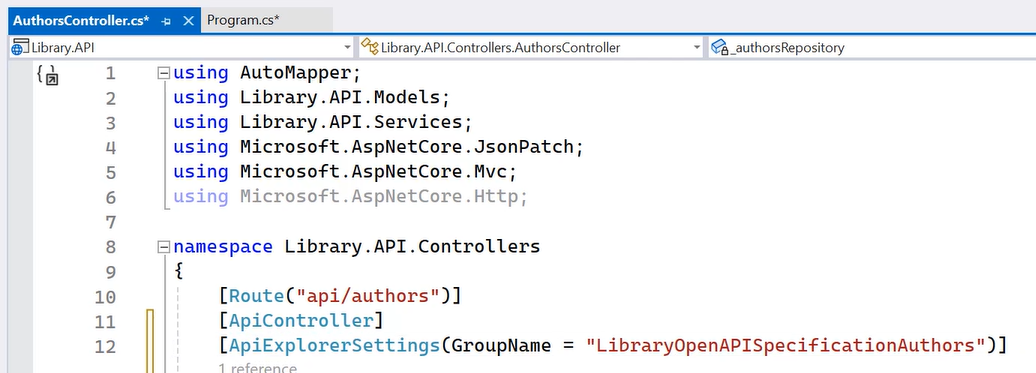 AuthorsController.cs* Program.cs*
Library.API Library.API.Controllers.AuthorsController _authorsRepository
1 using AutoMapper;
2 using Library.API.Models;
3 using Library.API.Services;
4 using Microsoft.AspNetCore.JsonPatch;
5 using Microsoft.AspNetCore.Mvc;
6 using Microsoft.AspNetCore.Http;
7
8 namespace Library.API.Controllers
9 {
10 [Route("api/authors")]
11 [ApiController]
12 [ApiExplorerSettings(GroupName = "LibraryOpenAPISpecificationAuthors")]
1 reference